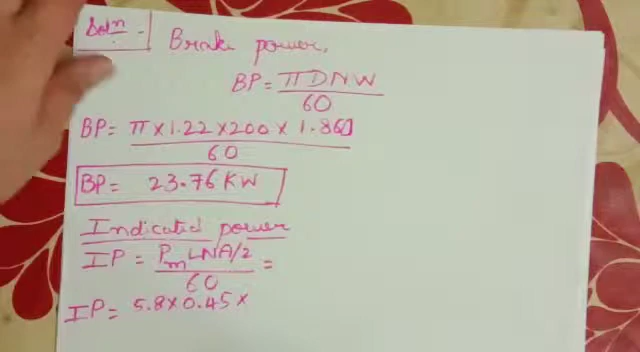 Soln :-
Brake power,
BP = πDNW / 60
BP = π × 1.22 × 200 × 1.860 / 60
BP = 23.76 KW
Indicated power
IP = PmLNA/2 / 60 =
IP = 5.8 × 0.45 ×